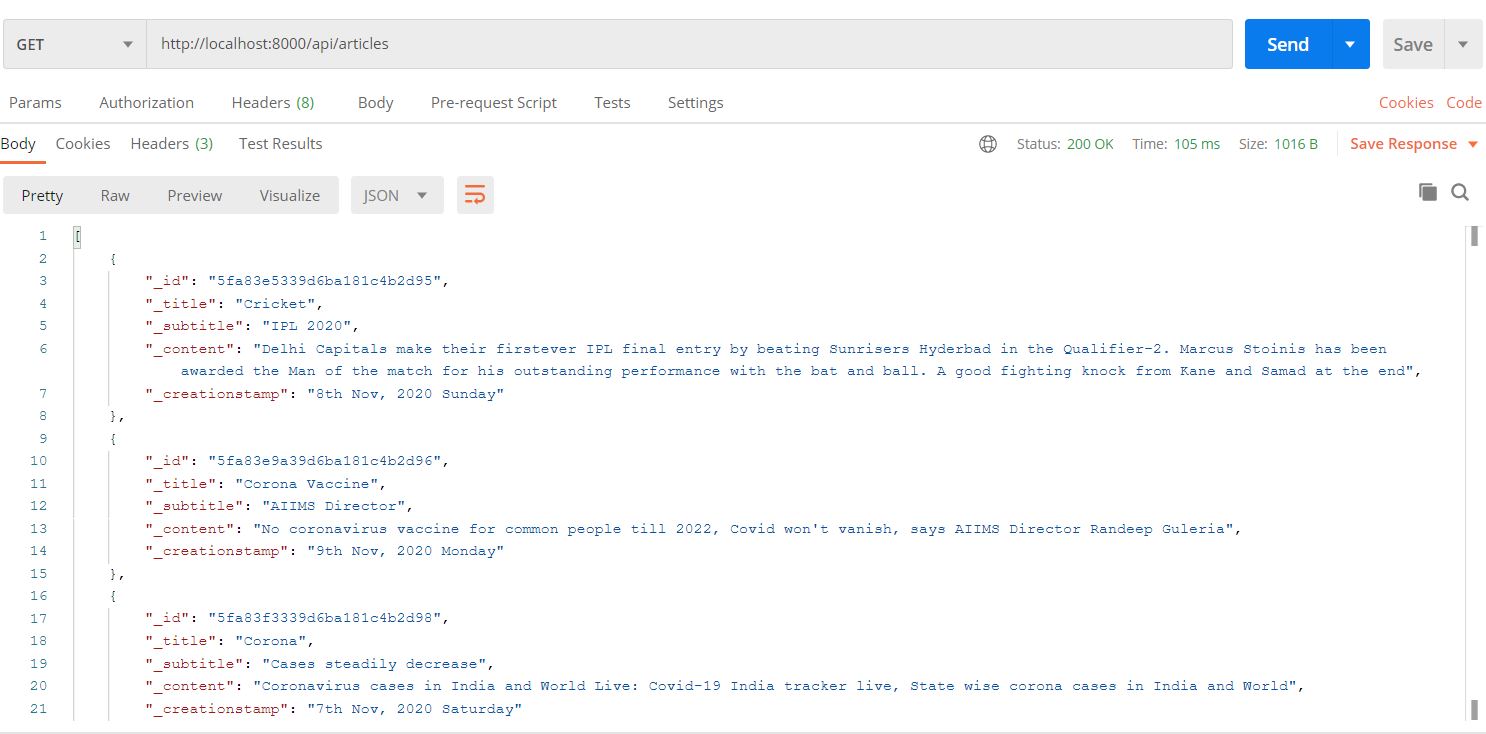 GET http://localhost:8000/api/articles Send Save
Params Authorization Headers (8) Body Pre-request Script Tests Settings Cookies Code
Body Cookies Headers (3) Test Results Status: 200 OK Time: 105 ms Size: 1016 B Save Response
Pretty Raw Preview Visualize JSON
1 [
2 {
3 "_id": "5fa83e5339d6ba181c4b2d95",
4 "_title": "Cricket",
5 "_subtitle": "IPL 2020",
6 "_content": "Delhi Capitals make their firstever IPL final entry by beating Sunrisers Hyderbad in the Qualifier-2. Marcus Stoinis has been
awarded the Man of the match for his outstanding performance with the bat and ball. A good fighting knock from Kane and Samad at the end",
7 "_creationstamp": "8th Nov, 2020 Sunday"
8 },
9 {
10 "_id": "5fa83e9a39d6ba181c4b2d96",
11 "_title": "Corona Vaccine",
12 "_subtitle": "AIIMS Director",
13 "_content": "No coronavirus vaccine for common people till 2022, Covid won't vanish, says AIIMS Director Randeep Guleria",
14 "_creationstamp": "9th Nov, 2020 Monday"
15 },
16 {
17 "_id": "5fa83f3339d6ba181c4b2d98",
18 "_title": "Corona",
19 "_subtitle": "Cases steadily decrease",
20 "_content": "Coronavirus cases in India and World Live: Covid-19 India tracker live, State wise corona cases in India and World",
21 "_creationstamp": "7th Nov, 2020 Saturday"